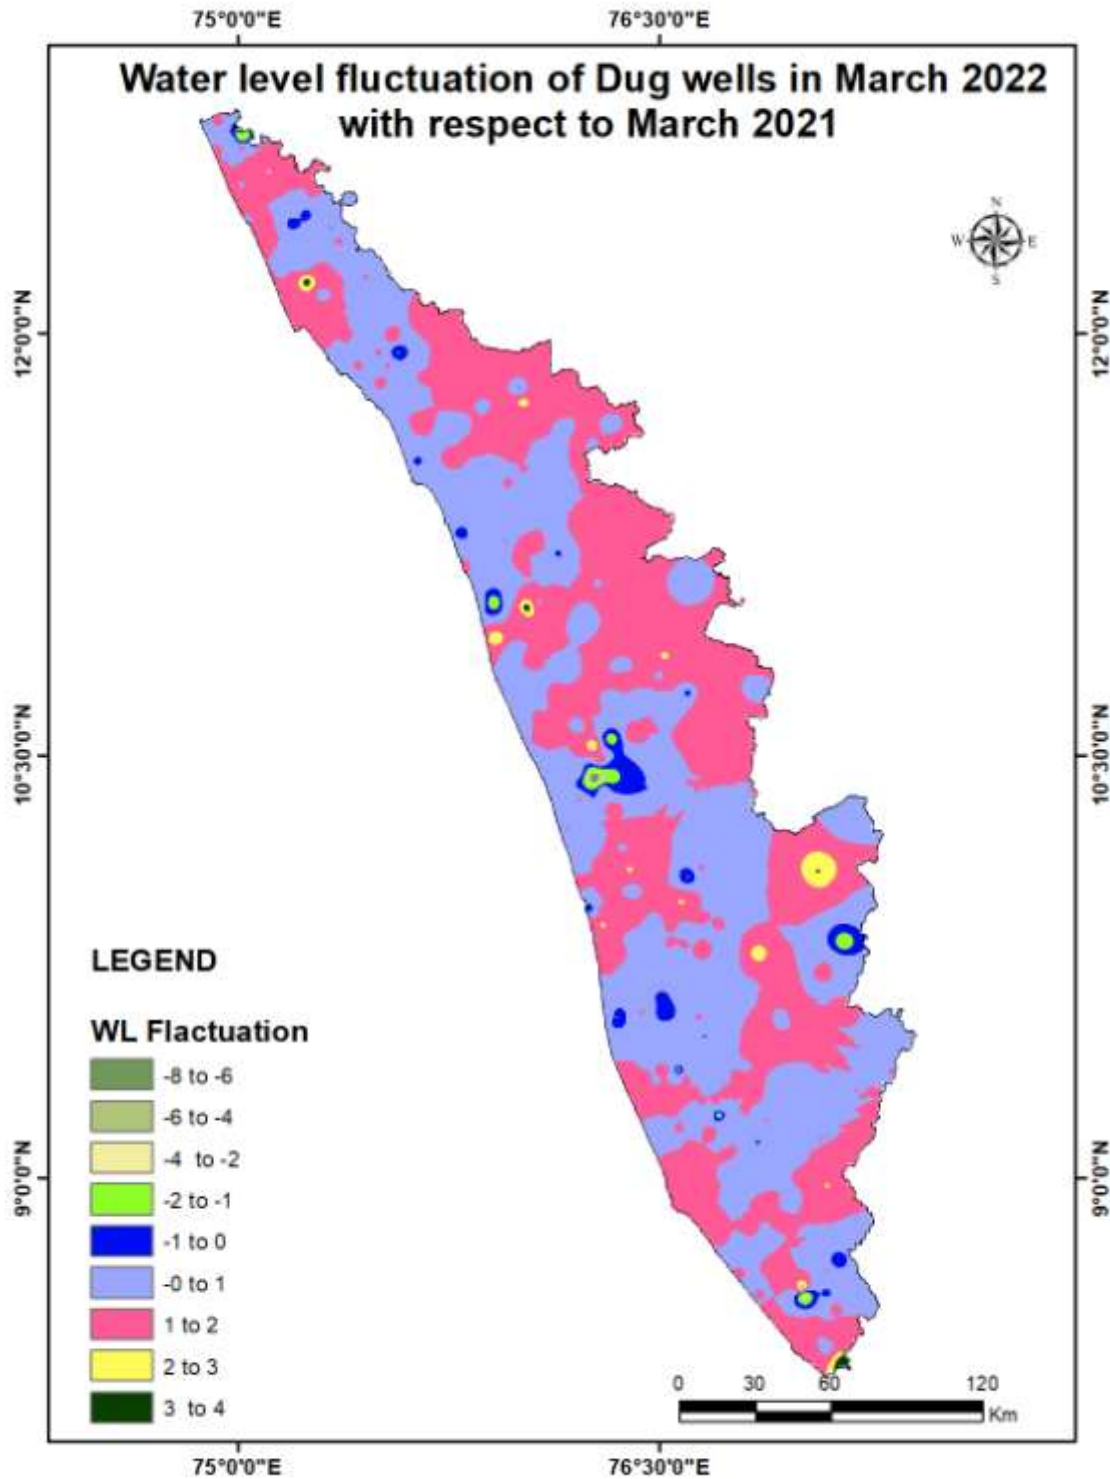 75°0'0"E
76°30'0"E
Water level fluctuation of Dug wells in March 2022
with respect to March 2021
N
W
E
S
12°0'0"N
12°0'0"N
10°30'0"N
10°30'0"N
LEGEND
WL Flactuation
-8 to -6
-6 to -4
-4 to -2
-2 to -1
-1 to 0
-0 to 1
1 to 2
2 to 3
3 to 4
9°0'0"N
9°0'0"N
0 30 60 120
Km
75°0'0"E
76°30'0"E